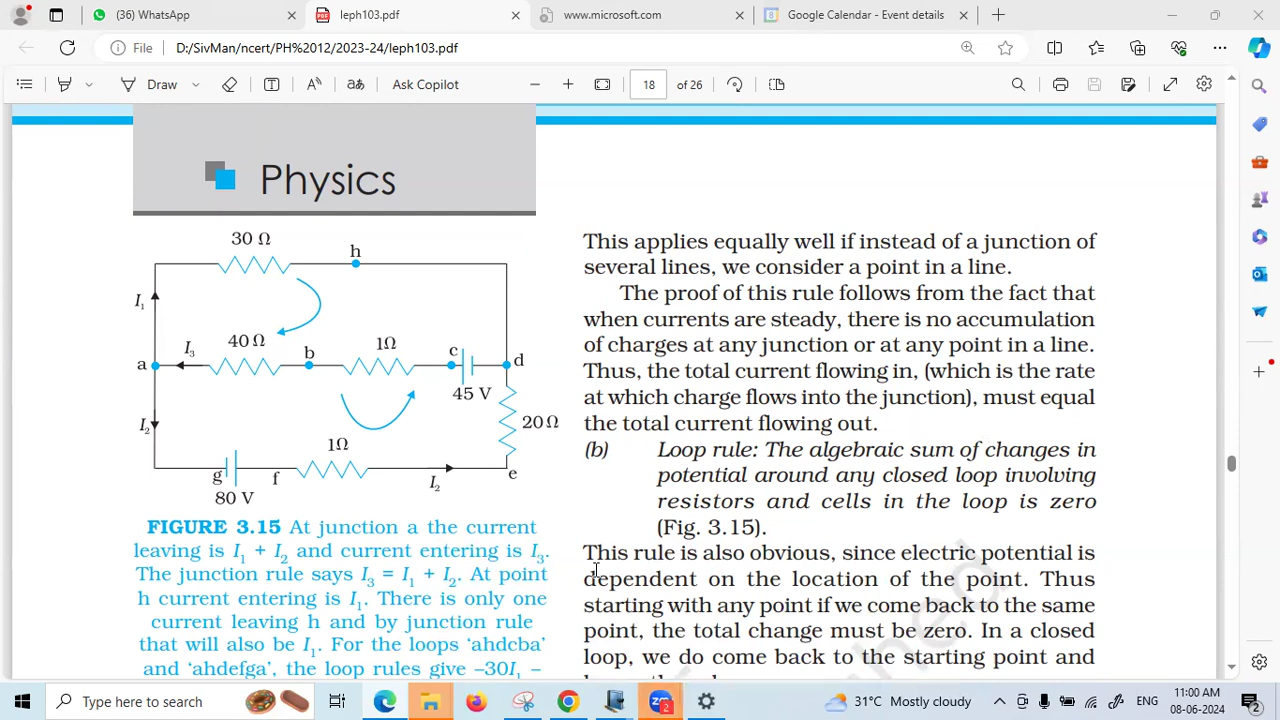 (36) WhatsApp
leph103.pdf
www.microsoft.com
Google Calendar - Event details
File
D:/SivMan/ncert/PH%2012/2023-24/leph103.pdf
Draw
Ask Copilot
18 of 26
Physics
30 Ω
h
I1
40 Ω
1Ω
I3
b
c
a
d
45 V
I2
20 Ω
1Ω
g
f
e
I2
80 V
FIGURE 3.15 At junction a the current
leaving is I1 + I2 and current entering is I3.
The junction rule says I3 = I1 + I2. At point
h current entering is I1. There is only one
current leaving h and by junction rule
that will also be I1. For the loops ‘ahdcba’
and ‘ahdefga’, the loop rules give –30I1 –
This applies equally well if instead of a junction of
several lines, we consider a point in a line.
The proof of this rule follows from the fact that
when currents are steady, there is no accumulation
of charges at any junction or at any point in a line.
Thus, the total current flowing in, (which is the rate
at which charge flows into the junction), must equal
the total current flowing out.
(b) Loop rule: The algebraic sum of changes in
potential around any closed loop involving
resistors and cells in the loop is zero
(Fig. 3.15).
This rule is also obvious, since electric potential is
dependent on the location of the point. Thus
starting with any point if we come back to the same
point, the total change must be zero. In a closed
loop, we do come back to the starting point and
Type here to search
2
31°C Mostly cloudy
ENG
11:00 AM
08-06-2024
2